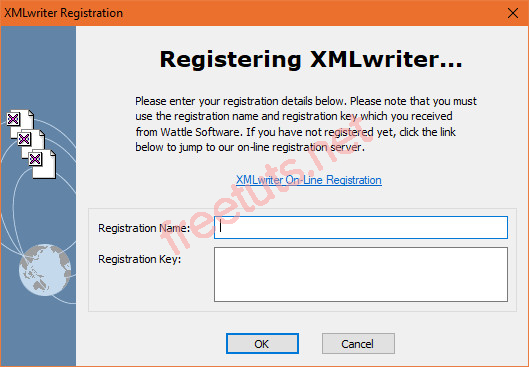 XMLwriter Registration
Registering XMLwriter...
Please enter your registration details below. Please note that you must
use the registration name and registration key which you received
from Wattle Software. If you have not registered yet, click the link
below to jump to our on-line registration server.
XMLwriter On-Line Registration
freetuts.net
Registration Name:
Registration Key:
OK
Cancel